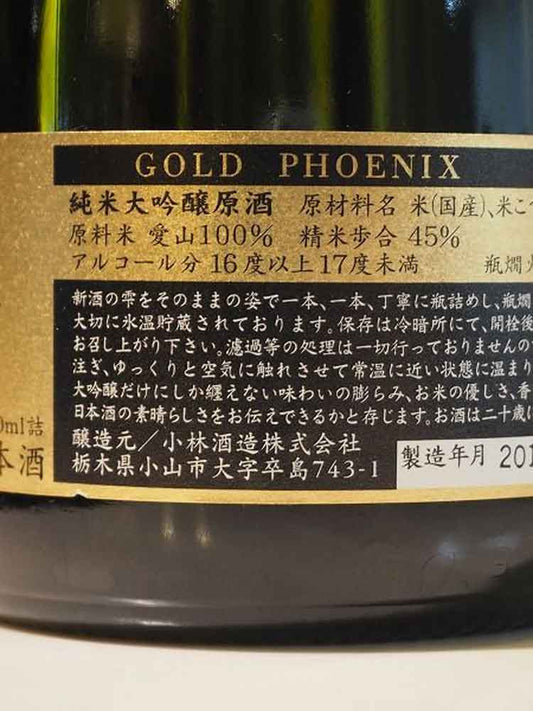 GOLD PHOENIX
純米大吟醸原酒 原材料名 米(国産)、米こ
原料米 愛山100% 精米歩合 45%
アルコール分 16度以上17度未満 瓶燗
新酒の雫をそのままの姿で一本、一本、丁寧に瓶詰めし、瓶燗
大切に氷温貯蔵されております。保存は冷暗所にて、開栓後
お召し上がり下さい。濾過等の処理は一切行っておりませんの
注ぎ、ゆっくりと空気に触れさせて常温に近い状態に温まり
大吟醸だけにしか纏えない味わいの膨らみ、お米の優しさ、香
日本酒の素晴らしさをお伝えできるかと存じます。お酒は二十歳
醸造元/小林酒造株式会社
栃木県小山市大字卒島743-1
製造年月 201
0ml詰
本酒